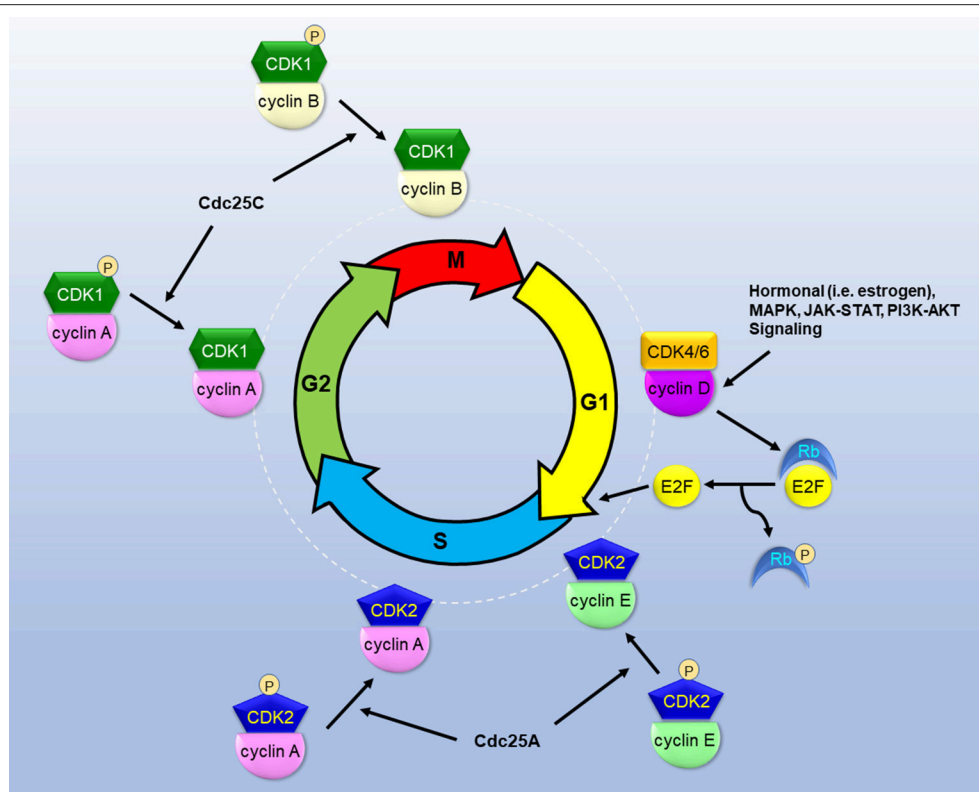 P
CDK1
cyclin B
CDK1
cyclin B
Cdc25C
P
CDK1
cyclin A
CDK1
cyclin A
M
G1
S
G2
Hormonal (i.e. estrogen),
MAPK, JAK-STAT, PI3K-AKT
Signaling
CDK4/6
cyclin D
Rb
E2F
E2F
Rb
P
CDK2
cyclin E
P
CDK2
cyclin E
Cdc25A
CDK2
cyclin A
P
CDK2
cyclin A